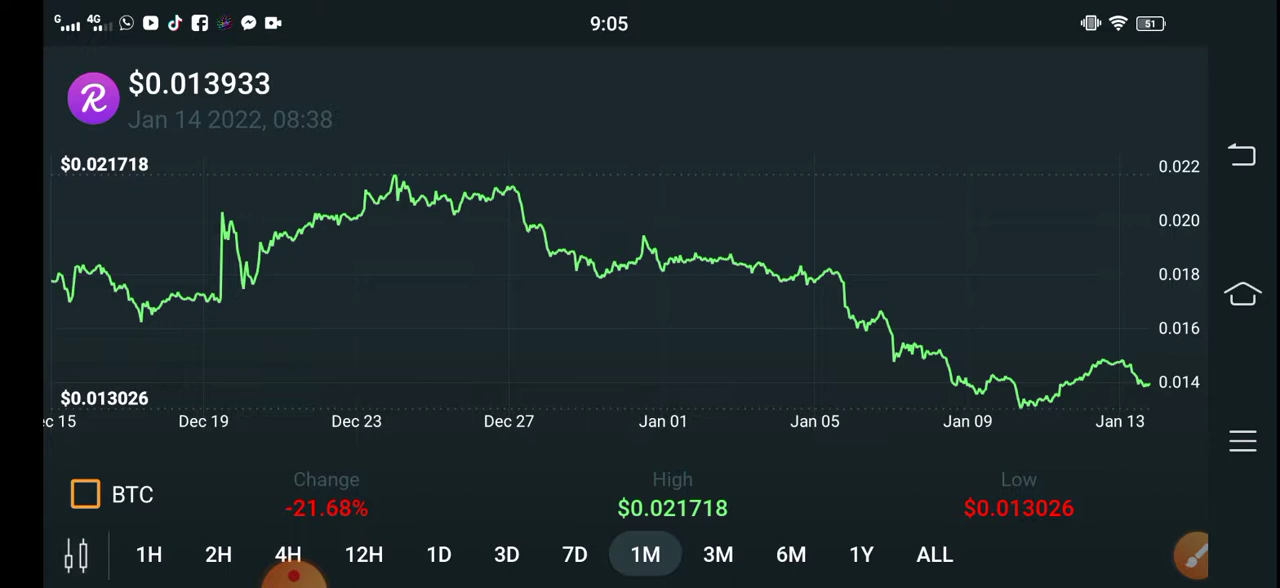 G 4G 9:05 51
R
$0.013933
Jan 14 2022, 08:38
$0.021718
0.022
0.020
0.018
0.016
0.014
$0.013026
c 15 Dec 19 Dec 23 Dec 27 Jan 01 Jan 05 Jan 09 Jan 13
BTC
Change High Low
-21.68% $0.021718 $0.013026
1H 2H 4H 12H 1D 3D 7D 1M 3M 6M 1Y ALL